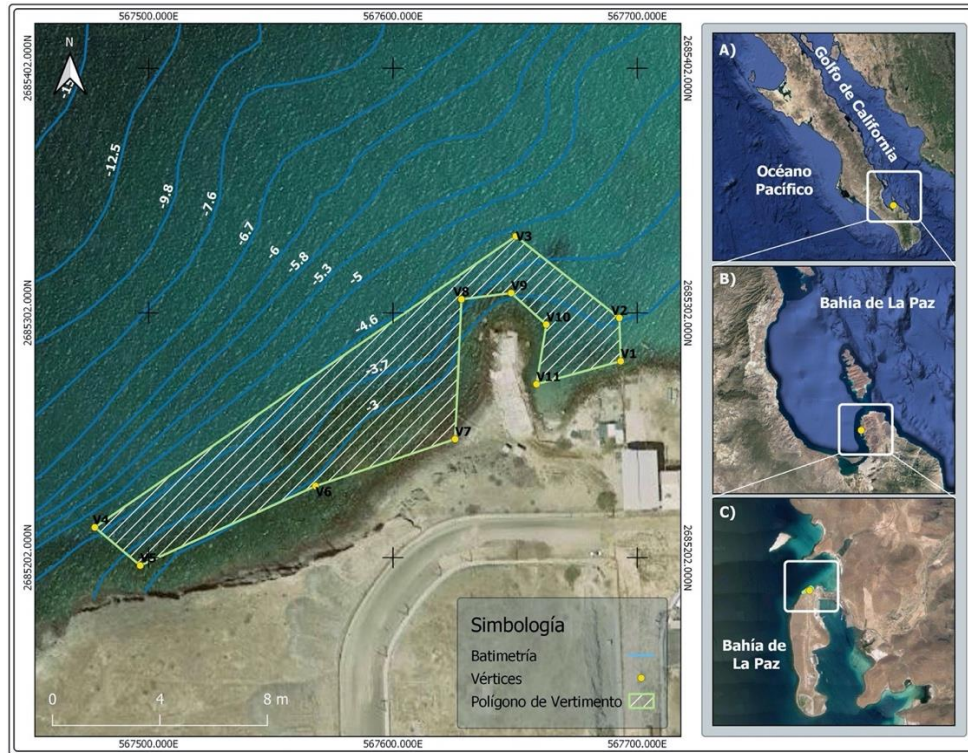 567500.000E
567600.000E
567700.000E
2685402.000N
2685402.000N
N
-12.5
-9.8
-7.6
-6.7
-6
-5.8
-5.3
-5
V3
V8
V9
V2
2685302.000N
2685302.000N
-4.6
V10
V1
-3.7
V11
-3
V7
V6
V4
V5
2685202.000N
2685202.000N
Simbología
Batimetría
Vértices
Polígono de Vertimento
0
4
8 m
567500.000E
567600.000E
567700.000E
A)
Golfo de California
Océano
Pacífico
B)
Bahía de La Paz
C)
Bahía de
La Paz